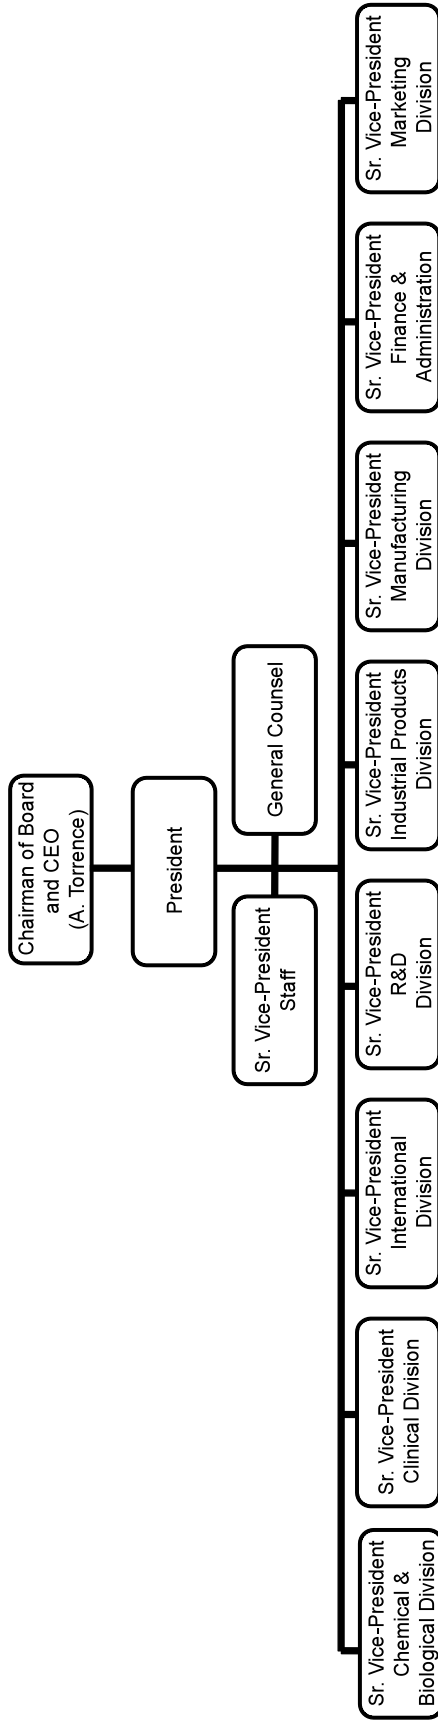 Chairman of Board
and CEO
(A. Torrence)
President
Sr. Vice-President
Staff
General Counsel
Sr. Vice-President
Chemical &
Biological Division
Sr. Vice-President
Clinical Division
Sr. Vice-President
International
Division
Sr. Vice-President
R&D
Division
Sr. Vice-President
Industrial Products
Division
Sr. Vice-President
Manufacturing
Division
Sr. Vice-President
Finance &
Administration
Sr. Vice-President
Marketing
Division